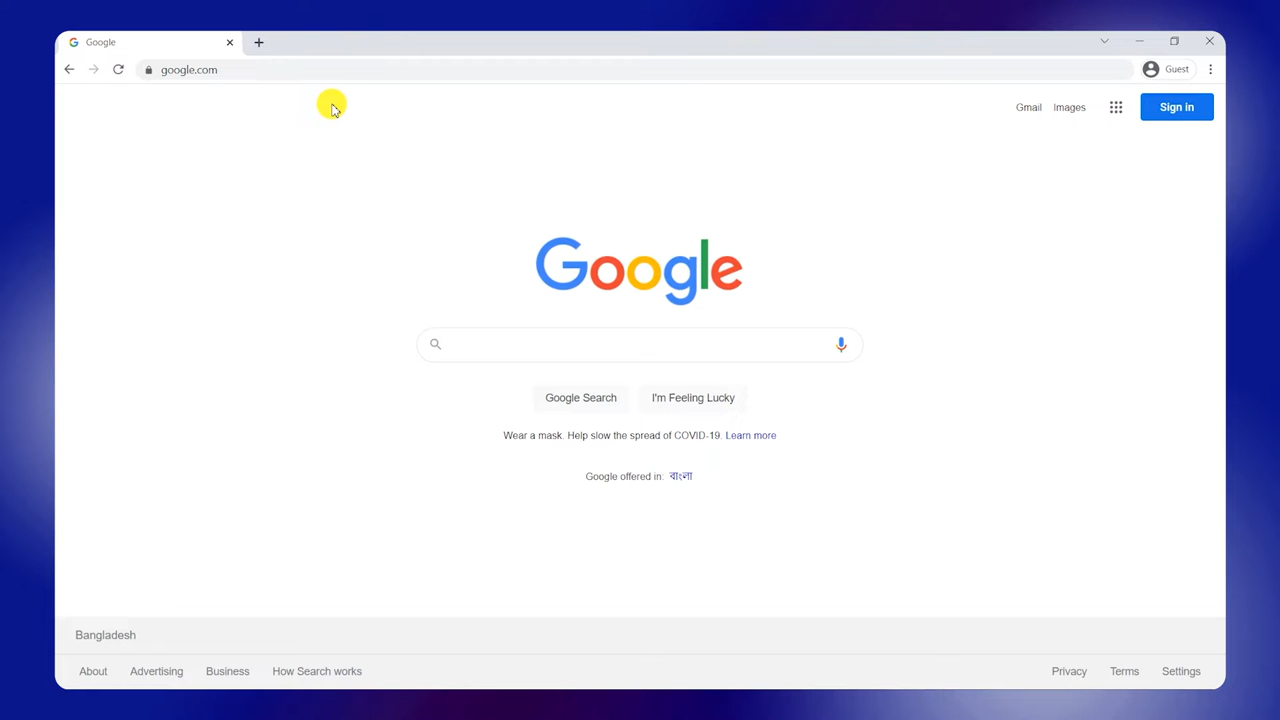 Google
google.com
Guest
Gmail Images Sign in
Google
Google Search I'm Feeling Lucky
Wear a mask. Help slow the spread of COVID-19. Learn more
Google offered in: বাংলা
Bangladesh
About Advertising Business How Search works Privacy Terms Settings